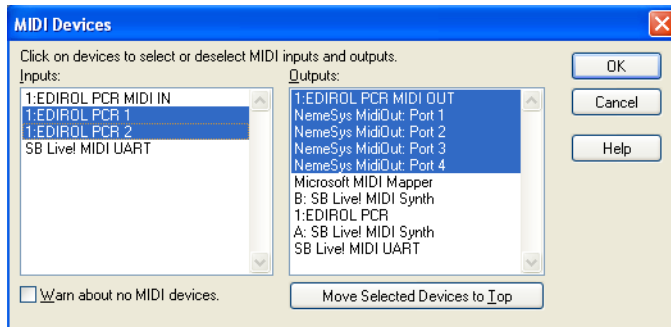 MIDI Devices
Click on devices to select or deselect MIDI inputs and outputs.
Inputs:
1:EDIROL PCR MIDI IN
1:EDIROL PCR 1
1:EDIROL PCR 2
SB Live! MIDI UART
Outputs:
1:EDIROL PCR MIDI OUT
NemeSys MidiOut: Port 1
NemeSys MidiOut: Port 2
NemeSys MidiOut: Port 3
NemeSys MidiOut: Port 4
Microsoft MIDI Mapper
B: SB Live! MIDI Synth
1:EDIROL PCR
A: SB Live! MIDI Synth
SB Live! MIDI UART
OK
Cancel
Help
Warn about no MIDI devices.
Move Selected Devices to Top